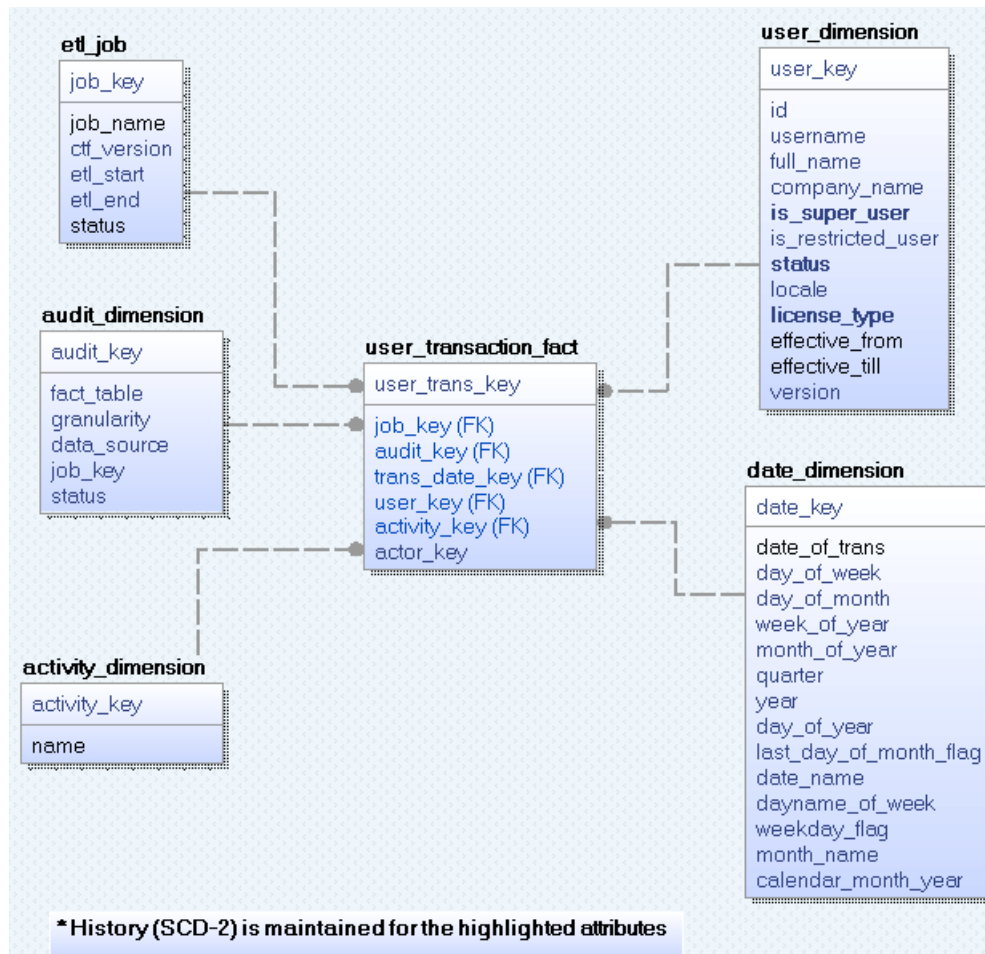 etl_job
job_key
job_name
ctf_version
etl_start
etl_end
status
user_dimension
user_key
id
username
full_name
company_name
is_super_user
is_restricted_user
status
locale
license_type
effective_from
effective_till
version
audit_dimension
audit_key
fact_table
granularity
data_source
job_key
status
user_transaction_fact
user_trans_key
job_key (FK)
audit_key (FK)
trans_date_key (FK)
user_key (FK)
activity_key (FK)
actor_key
date_dimension
date_key
date_of_trans
day_of_week
day_of_month
week_of_year
month_of_year
quarter
year
day_of_year
last_day_of_month_flag
date_name
dayname_of_week
weekday_flag
month_name
calendar_month_year
activity_dimension
activity_key
name
* History (SCD-2) is maintained for the highlighted attributes